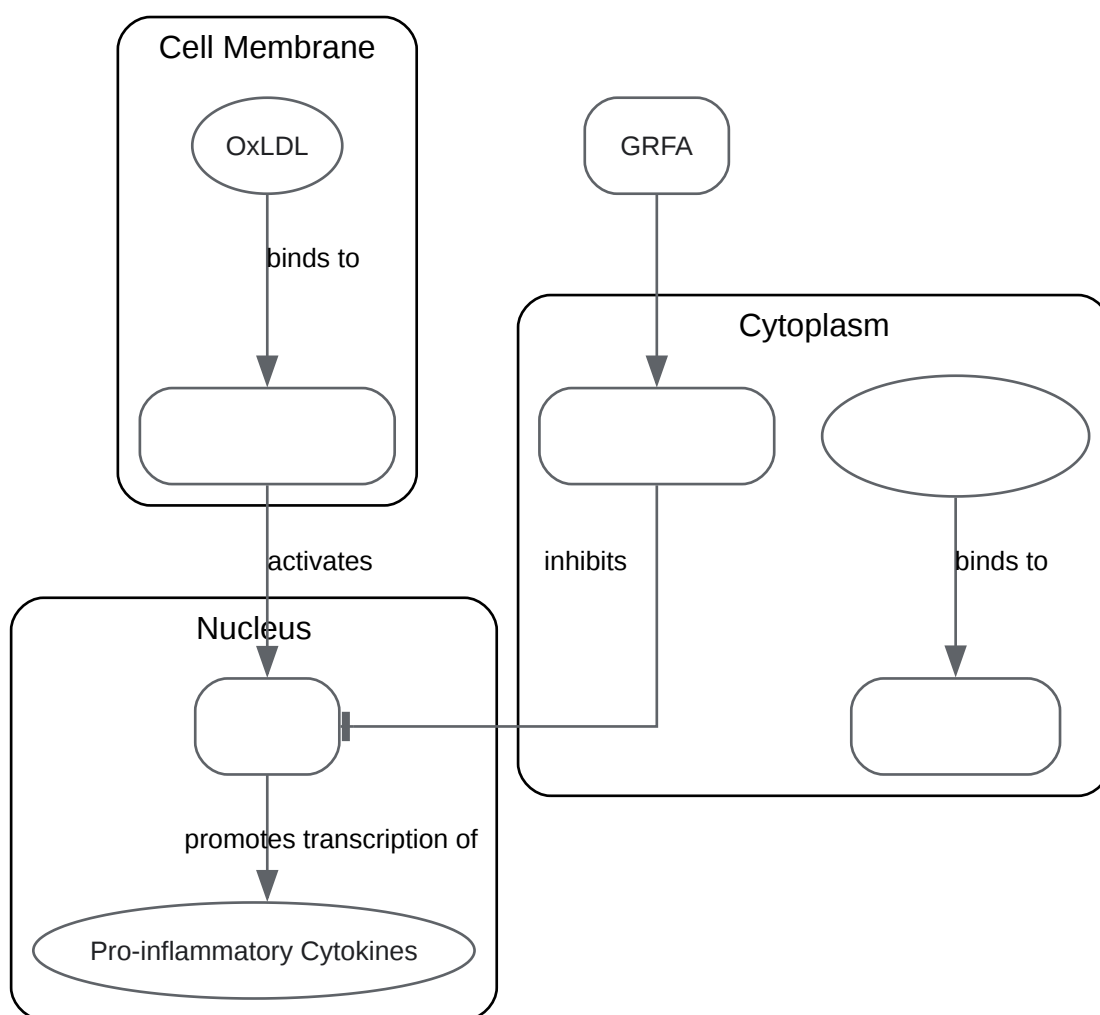 Cell Membrane
OxLDL
GRFA
binds to
Cytoplasm
activates
inhibits
binds to
Nucleus
promotes transcription of
Pro-inflammatory Cytokines